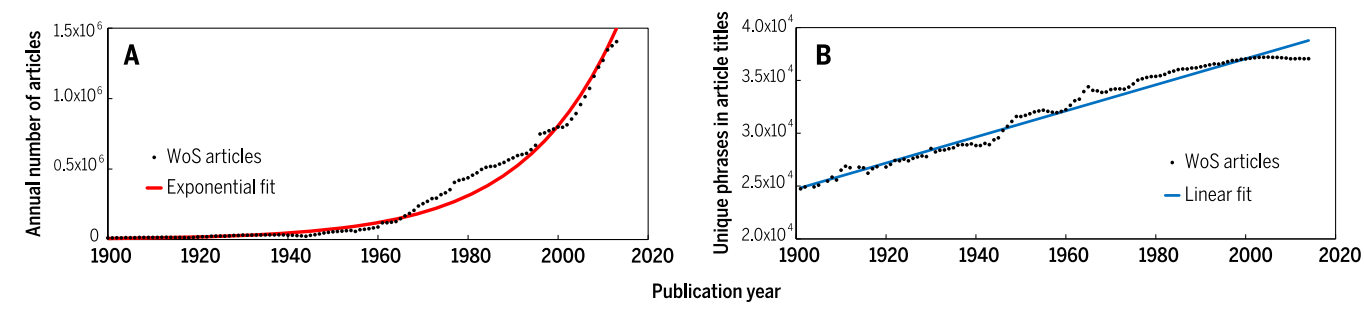 A
Annual number of articles
1.5x10^6
1.0x10^6
0.5x10^6
0
WoS articles
Exponential fit
1900 1920 1940 1960 1980 2000 2020
B
Unique phrases in article titles
4.0x10^4
3.5x10^4
3.0x10^4
2.5x10^4
2.0x10^4
WoS articles
Linear fit
1900 1920 1940 1960 1980 2000 2020
Publication year